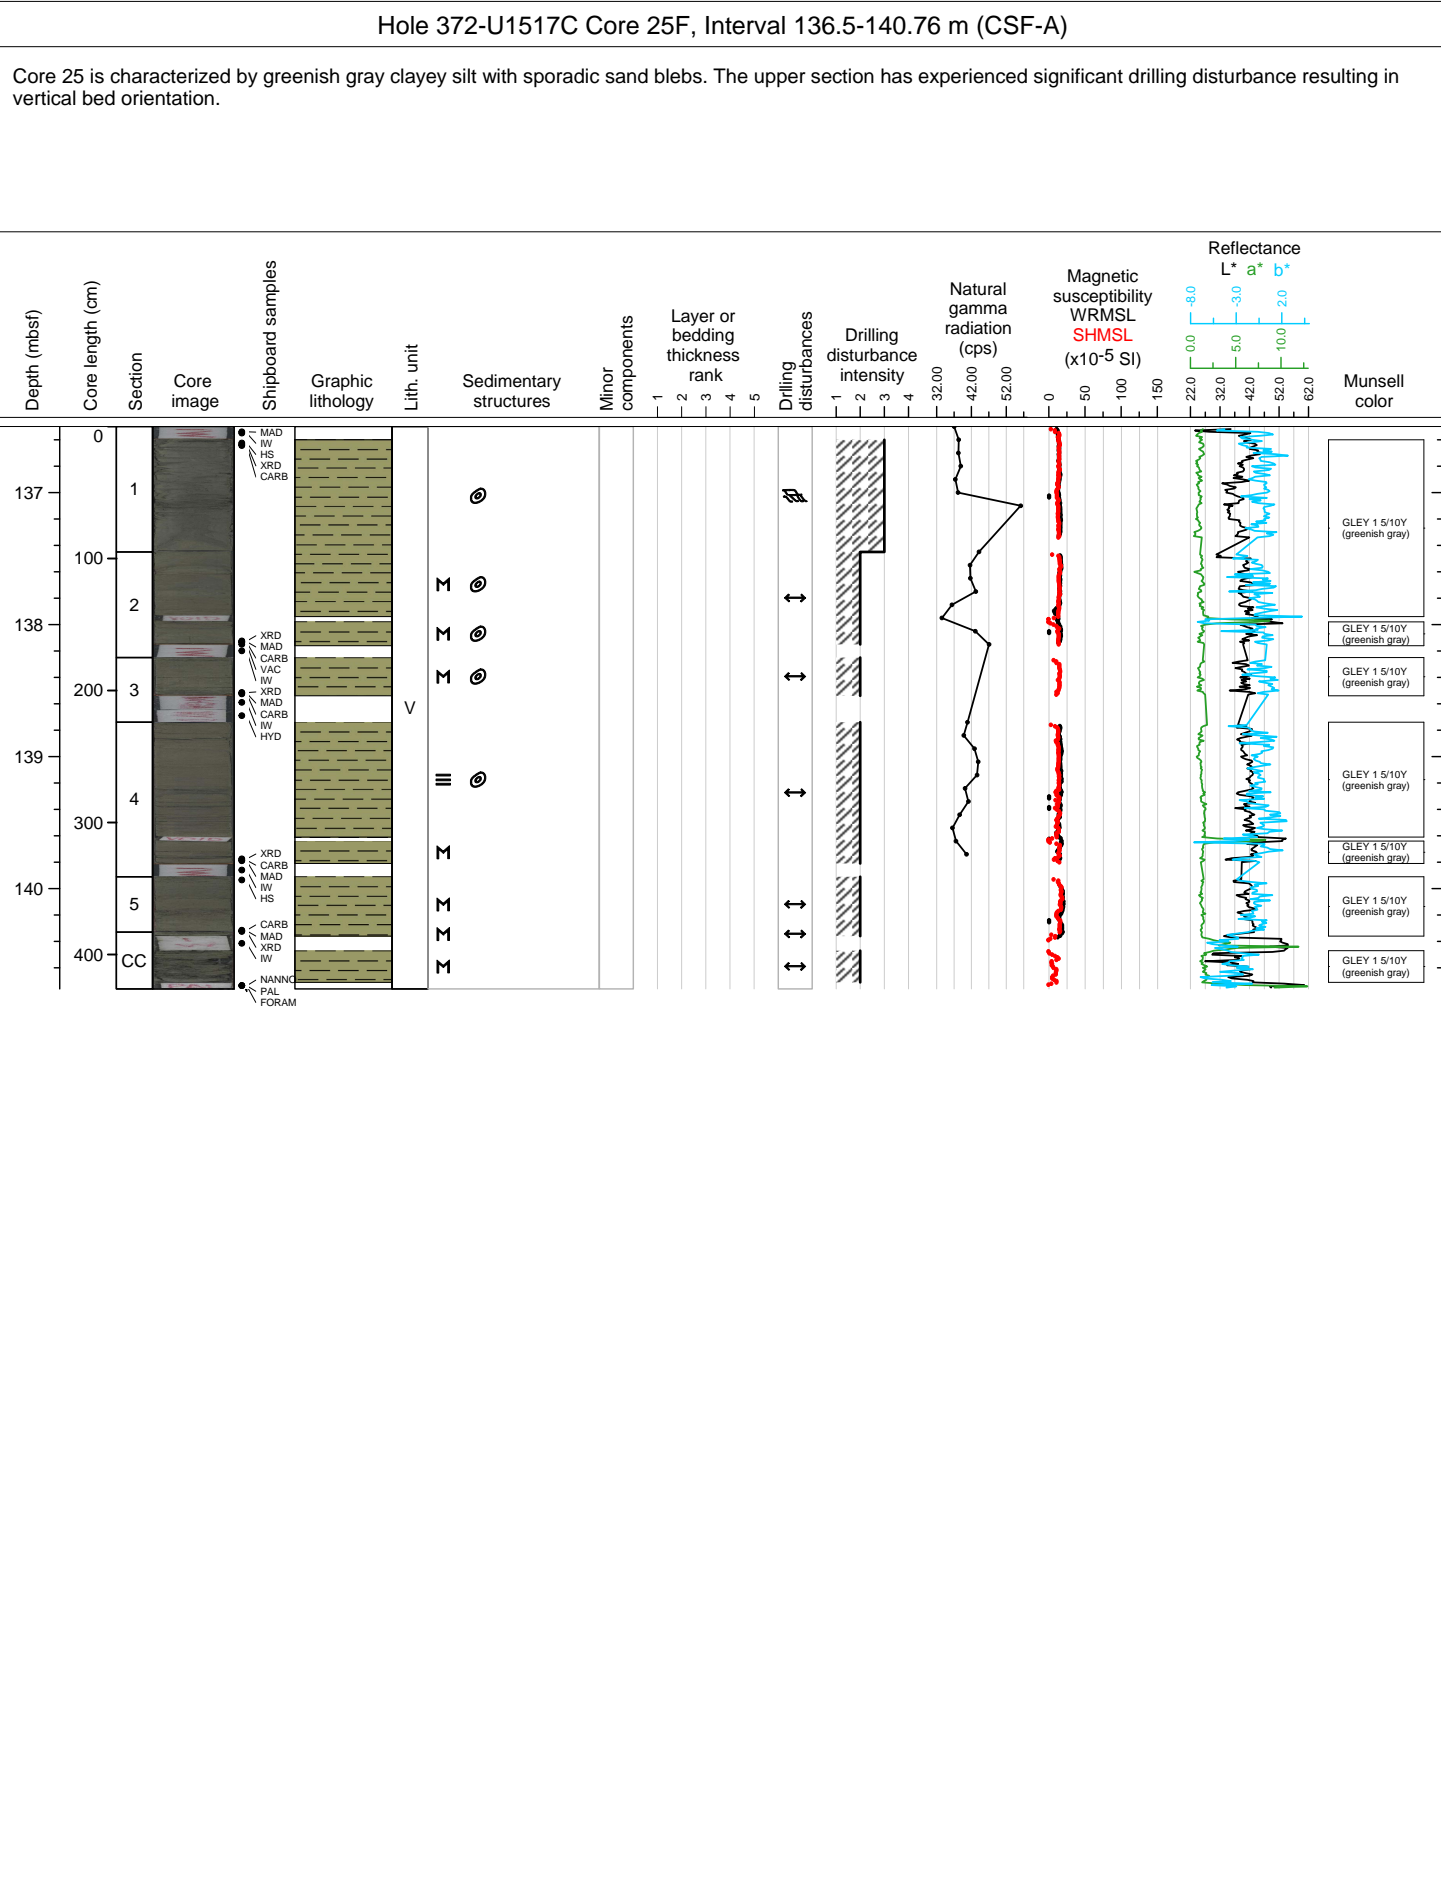 Hole 372-U1517C Core 25F, Interval 136.5-140.76 m (CSF-A)
Core 25 is characterized by greenish gray clayey silt with sporadic sand blebs. The upper section has experienced significant drilling disturbance resulting in
vertical bed orientation.
Depth (mbsf)
Core length (cm)
Section
Core
image
Shipboard samples
Graphic
lithology
Lith. unit
Sedimentary
structures
Minor
components
Layer or
bedding
thickness
rank
1 2 3 4 5
Drilling
disturbances
Drilling
disturbance
intensity
1 2 3 4
Natural
gamma
radiation
(cps)
32.00 42.00 52.00
Magnetic
susceptibility
WRMSL
SHMSL
(x10-5 SI)
0 50 100 150
Reflectance
L* a* b*
-8.0 -3.0 2.0
0.0 5.0 10.0
22.0 32.0 42.0 52.0 62.0
Munsell
color
137
138
139
140
0
100
200
300
400
1
2
3
4
5
CC
MAD
IW
HS
XRD
CARB
XRD
MAD
CARB
VAC
IW
XRD
MAD
CARB
IW
HYD
XRD
CARB
MAD
IW
HS
CARB
MAD
XRD
IW
NANNO
PAL
FORAM
V
M
M
M
M
M
M
M
GLEY 1 5/10Y
(greenish gray)
GLEY 1 5/10Y
(greenish gray)
GLEY 1 5/10Y
(greenish gray)
GLEY 1 5/10Y
(greenish gray)
GLEY 1 5/10Y
(greenish gray)
GLEY 1 5/10Y
(greenish gray)
GLEY 1 5/10Y
(greenish gray)